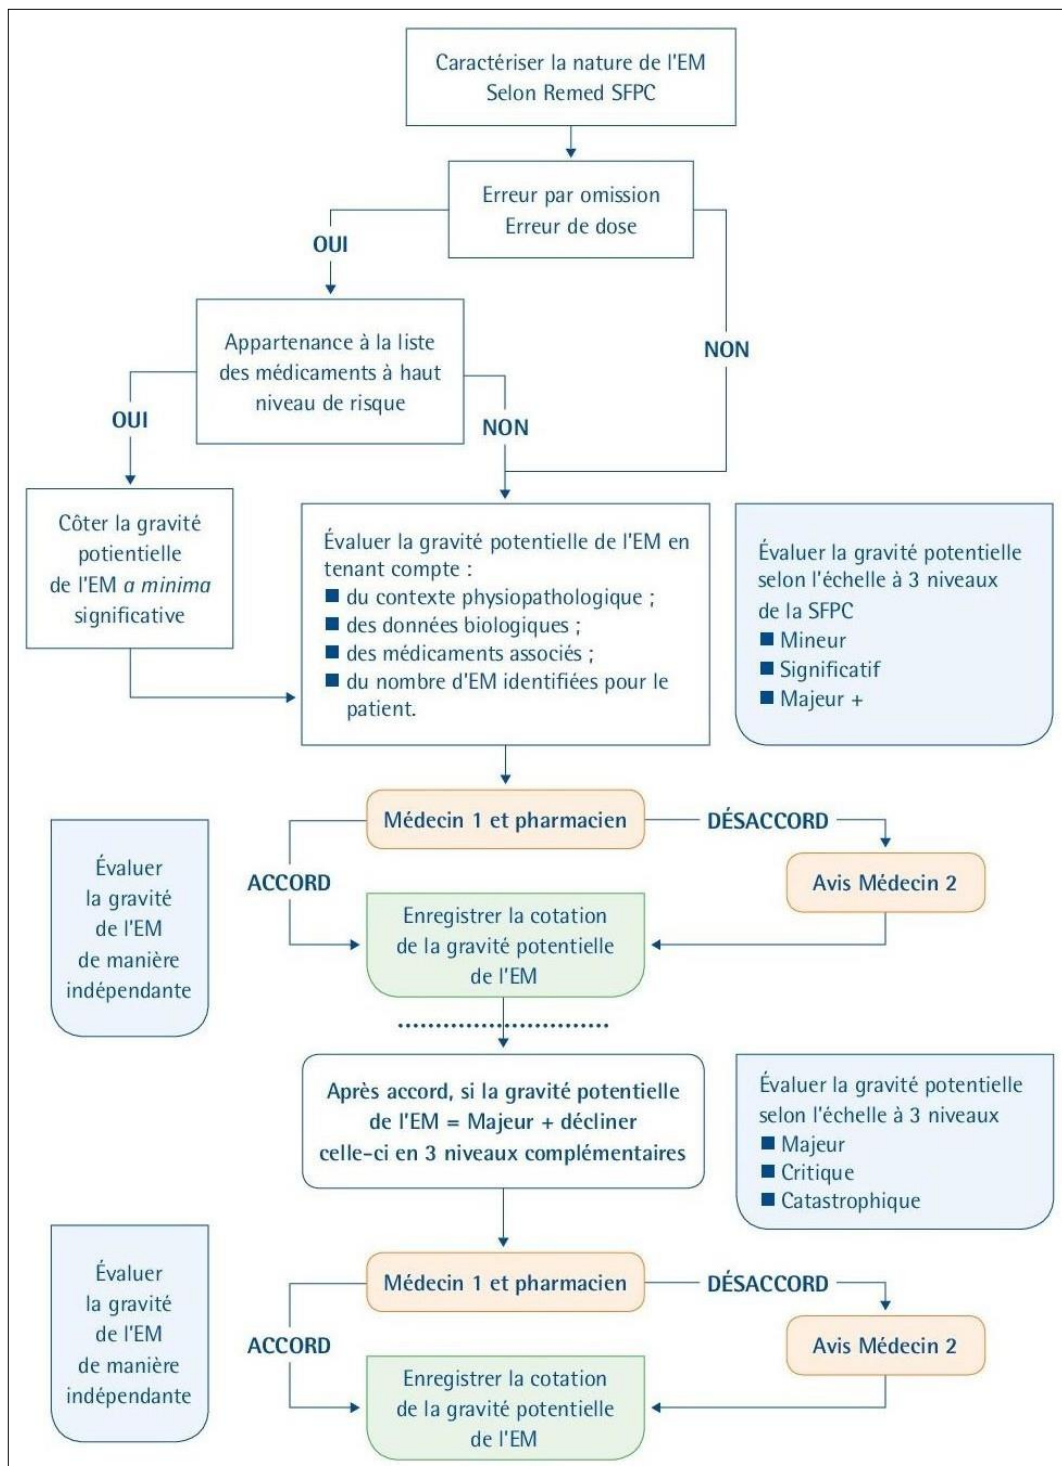 Caractériser la nature de l'EM
Selon Remed SFPC
Erreur par omission
Erreur de dose
OUI
NON
Appartenance à la liste
des médicaments à haut
niveau de risque
OUI
NON
Côter la gravité
potientielle
de l'EM a minima
significative
Évaluer la gravité potentielle de l'EM en
tenant compte :
■ du contexte physiopathologique ;
■ des données biologiques ;
■ des médicaments associés ;
■ du nombre d'EM identifiées pour le
patient.
Évaluer la gravité potentielle
selon l'échelle à 3 niveaux
de la SFPC
■ Mineur
■ Significatif
■ Majeur +
Médecin 1 et pharmacien
DÉSACCORD
Évaluer
la gravité
de l'EM
de manière
indépendante
ACCORD
Avis Médecin 2
Enregistrer la cotation
de la gravité potentielle
de l'EM
Après accord, si la gravité potentielle
de l'EM = Majeur + décliner
celle-ci en 3 niveaux complémentaires
Évaluer la gravité potentielle
selon l'échelle à 3 niveaux
■ Majeur
■ Critique
■ Catastrophique
Médecin 1 et pharmacien
DÉSACCORD
Évaluer
la gravité
de l'EM
de manière
indépendante
ACCORD
Avis Médecin 2
Enregistrer la cotation
de la gravité potentielle
de l'EM